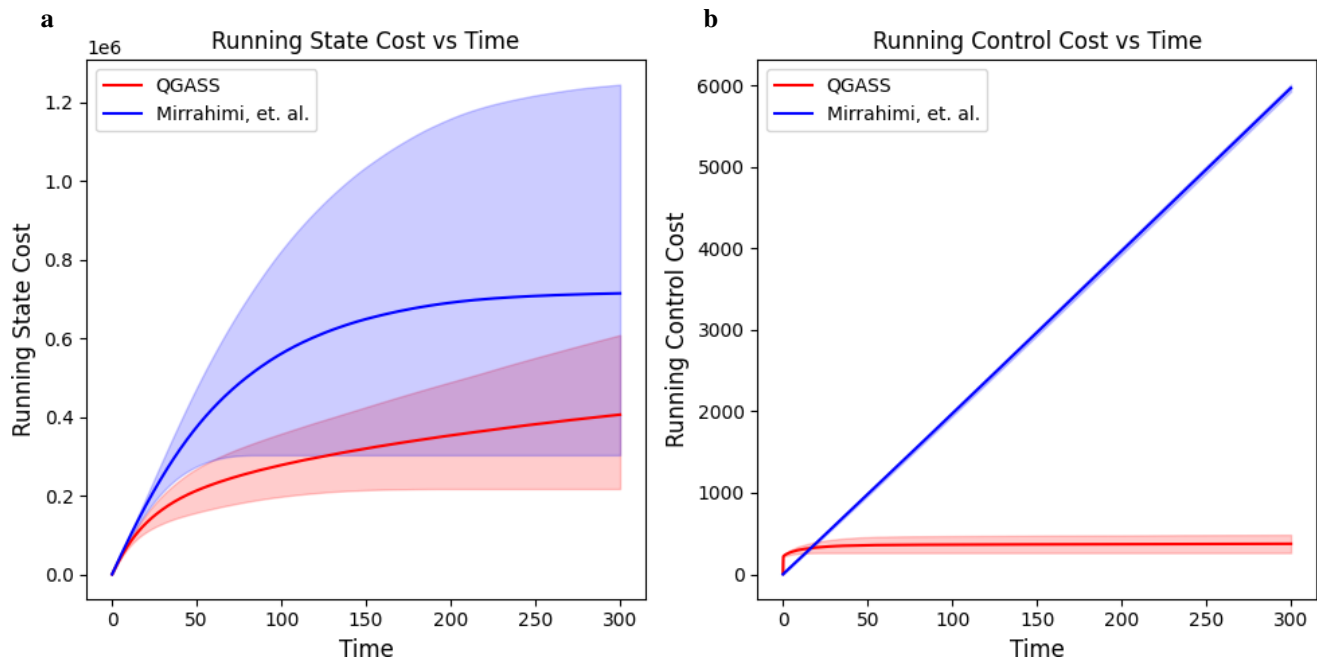 a
Running State Cost vs Time
1e6
QGASS
Mirrahimi, et. al.
1.2
1.0
0.8
0.6
0.4
0.2
0.0
Running State Cost
0 50 100 150 200 250 300
Time
b
Running Control Cost vs Time
QGASS
Mirrahimi, et. al.
6000
5000
4000
3000
2000
1000
0
Running Control Cost
0 50 100 150 200 250 300
Time